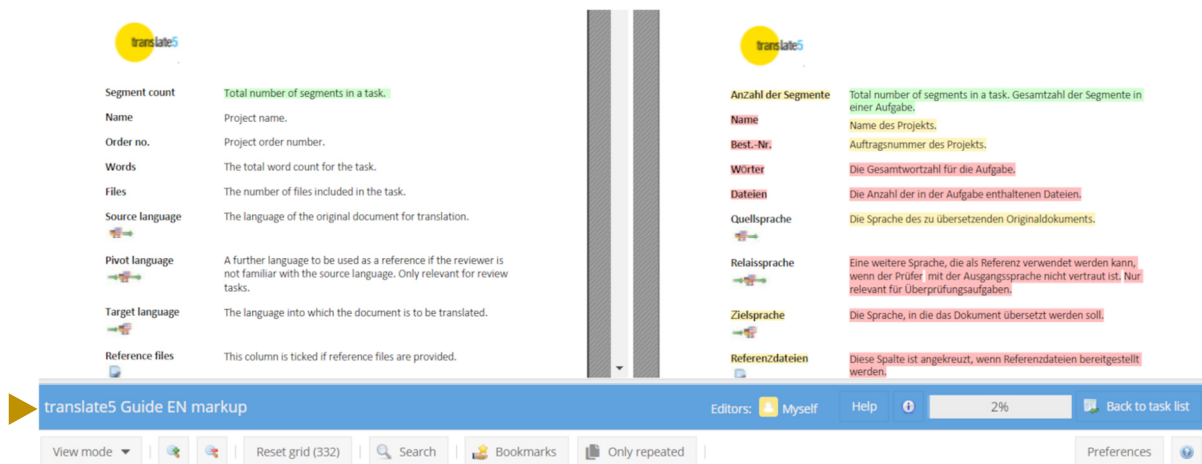 translate5
Segment count Total number of segments in a task.
Name Project name.
Order no. Project order number.
Words The total word count for the task.
Files The number of files included in the task.
Source language The language of the original document for translation.
Pivot language A further language to be used as a reference if the reviewer is
not familiar with the source language. Only relevant for review
tasks.
Target language The language into which the document is to be translated.
Reference files This column is ticked if reference files are provided.
translate5
Anzahl der Segmente Total number of segments in a task. Gesamtzahl der Segmente in
einer Aufgabe.
Name Name des Projekts.
Best.-Nr. Auftragsnummer des Projekts.
Wörter Die Gesamtwortzahl für die Aufgabe.
Dateien Die Anzahl der in der Aufgabe enthaltenen Dateien.
Quellsprache Die Sprache des zu übersetzenden Originaldokuments.
Relaissprache Eine weitere Sprache, die als Referenz verwendet werden kann,
wenn der Prüfer mit der Ausgangssprache nicht vertraut ist. Nur
relevant für Überprüfungsaufgaben.
Zielsprache Die Sprache, in die das Dokument übersetzt werden soll.
Referenzdateien Diese Spalte ist angekreuzt, wenn Referenzdateien bereitgestellt
werden.
translate5 Guide EN markup Editors: Myself Help 2% Back to task list
View mode Reset grid (332) Search Bookmarks Only repeated Preferences